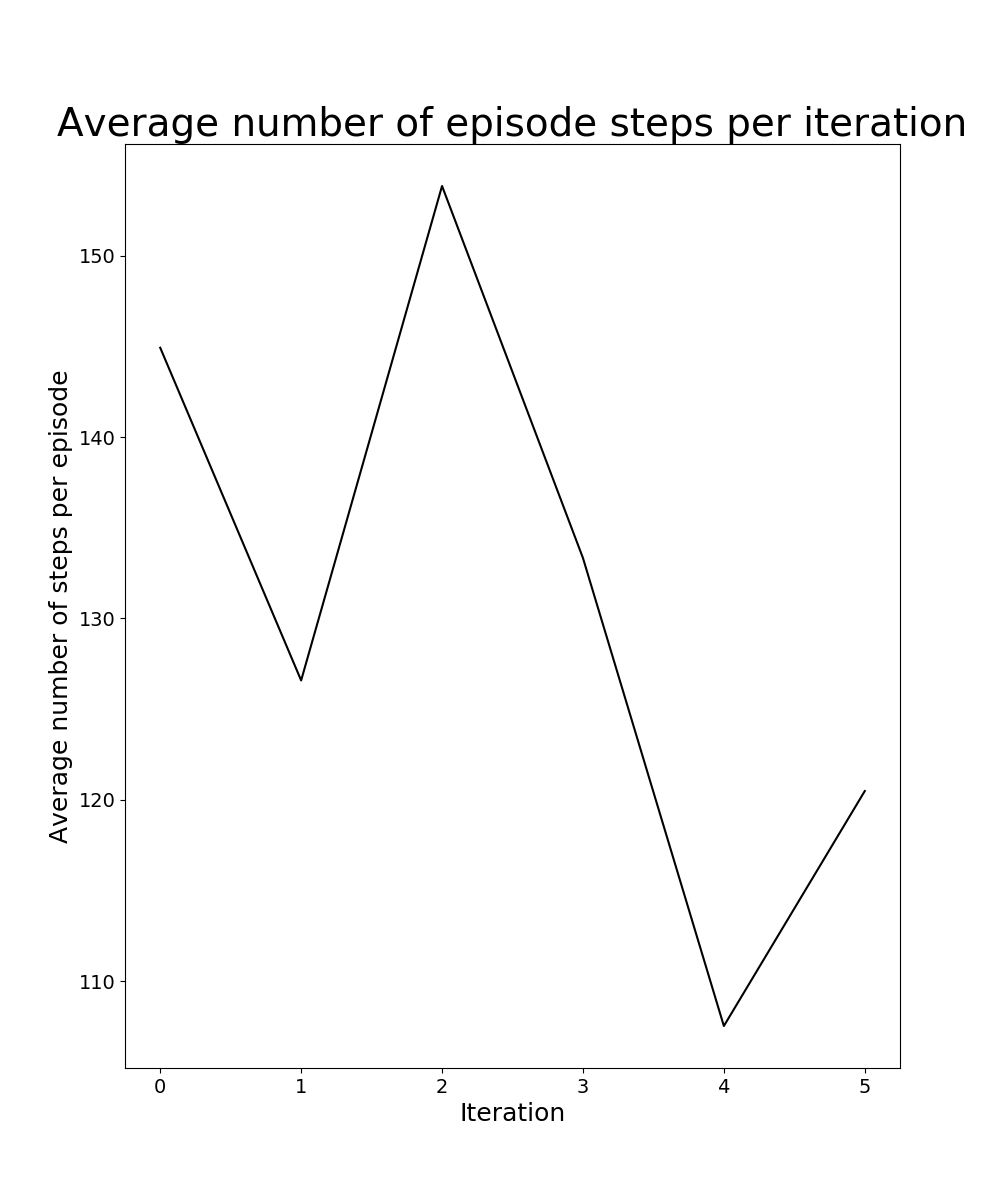 Average number of episode steps per iteration
Average number of steps per episode
150
140
130
120
110
0 1 2 3 4 5
Iteration